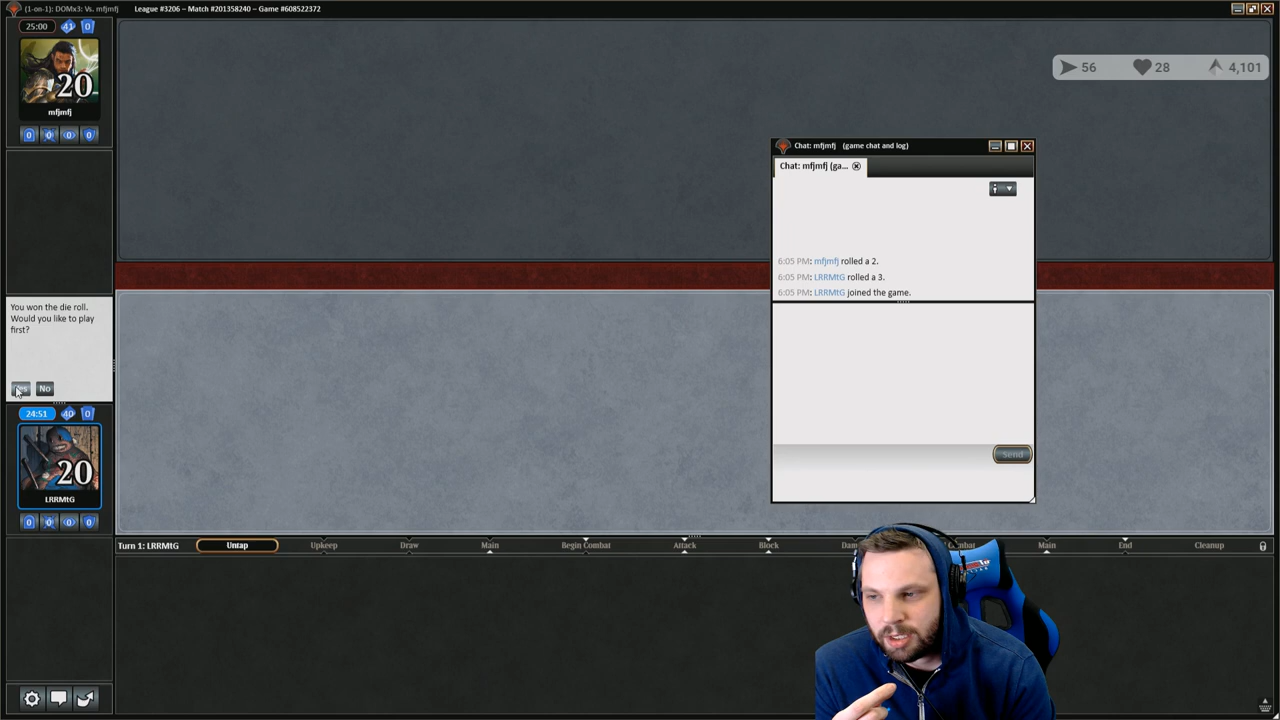 (1-on-1): DOMx3: Vs. mfjmfj League #3206 – Match #201358240 – Game #608522372
25:00 41 0
20
mfjmfj
0 0 0 0
56 28 4,101
Chat: mfjmfj (game chat and log)
Chat: mfjmfj (ga...
6:05 PM: mfjmfj rolled a 2.
6:05 PM: LRRMtG rolled a 3.
6:05 PM: LRRMtG joined the game.
Send
You won the die roll.
Would you like to play
first?
Yes No
24:51 40 0
20
LRRMtG
0 0 0 0
Turn 1: LRRMtG Untap Upkeep Draw Main Begin Combat Attack Block Dam Combat Main End Cleanup